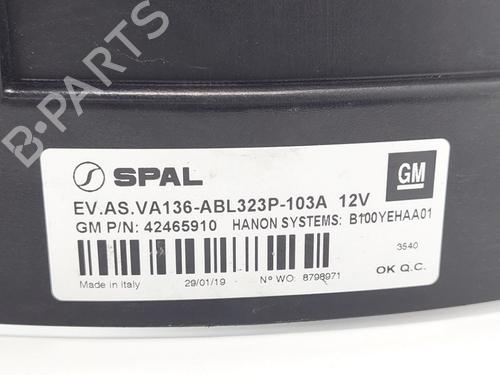 B-PARTS
SPAL
GM
EV.AS.VA136-ABL323P-103A 12V
GM P/N: 42465910 HANON SYSTEMS: B100YEHAA01
3540
Made in Italy 29/01/19 Nº WO 8798971 OK Q.C.